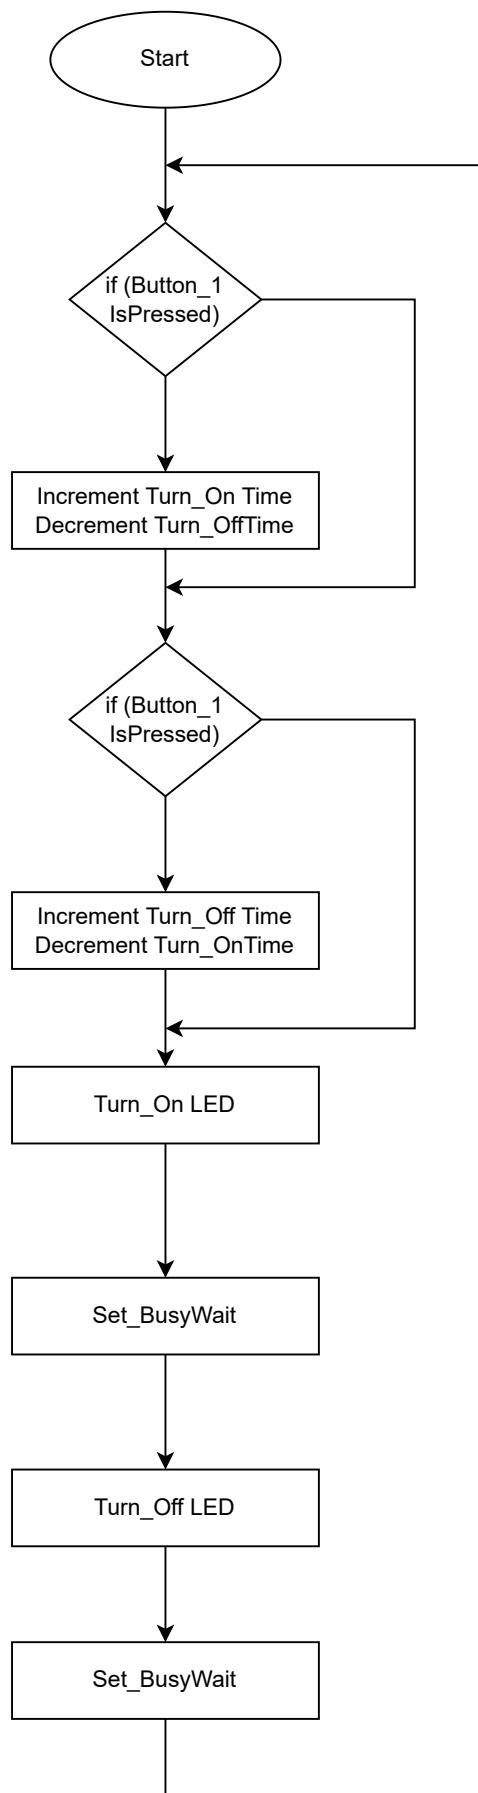 Start
if (Button_1
IsPressed)
Increment Turn_On Time
Decrement Turn_OffTime
if (Button_1
IsPressed)
Increment Turn_Off Time
Decrement Turn_OnTime
Turn_On LED
Set_BusyWait
Turn_Off LED
Set_BusyWait